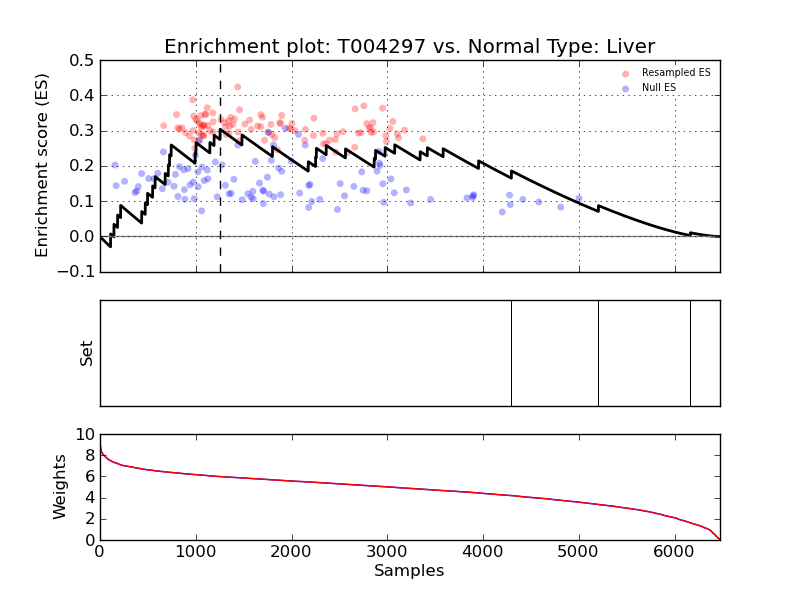 Enrichment plot: T004297 vs. Normal Type: Liver
Enrichment score (ES)
0.5
0.4
0.3
0.2
0.1
0.0
−0.1
Resampled ES
Null ES
Set
Weights
10
8
6
4
2
0
0 1000 2000 3000 4000 5000 6000
Samples